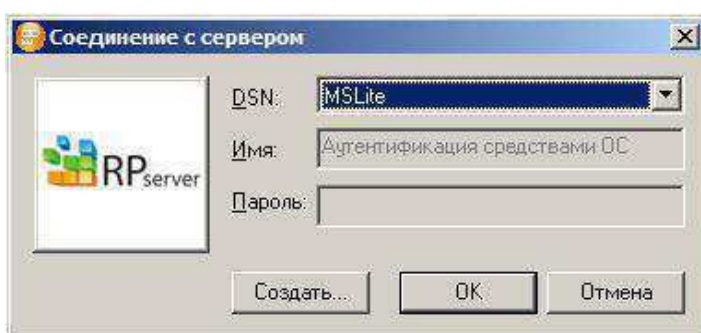 Соединение с сервером
RPserver
DSN: MSLite
Имя: Аутентификация средствами ОС
Пароль:
Создать... OK Отмена